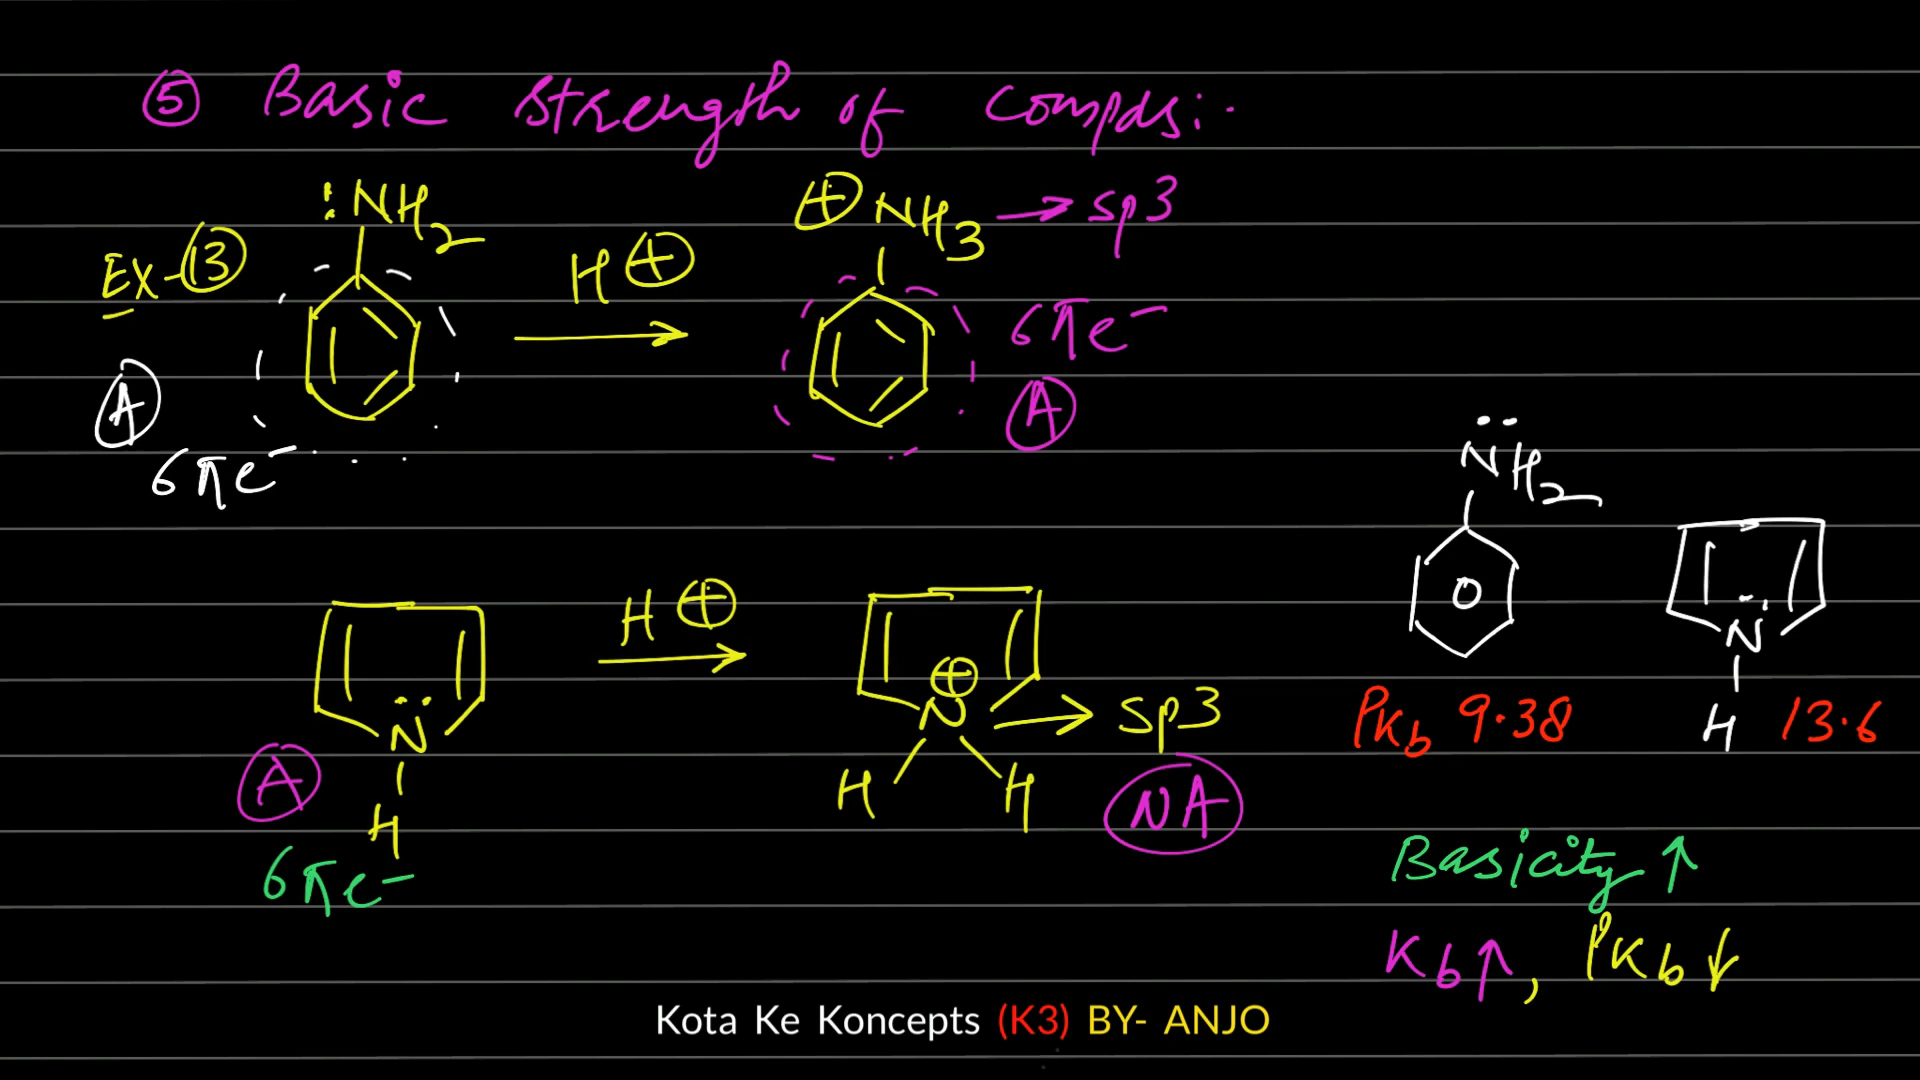 ⑤ Basic Strength of Compds:-
:NH2
⊕NH3 → sp3
Ex-⑬
H⊕
6πe⁻
Ⓐ
Ⓐ
6πe⁻
N̈H2
H⊕
⊕
N → sp3
N̈
H H
N̈
H
Ⓐ
NA
H
6πe⁻
PKb 9.38
13.6
Basicity ↑
Kb↑, PKb↓
Kota Ke Koncepts (K3) BY- ANJO